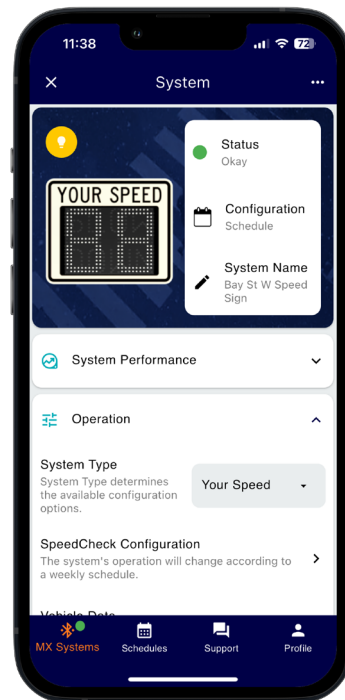 11:38
72
System
Status
Okay
YOUR SPEED
Configuration
Schedule
System Name
Bay St W Speed
Sign
System Performance
Operation
System Type
System Type determines
the available configuration
options.
Your Speed
SpeedCheck Configuration
The system's operation will change according to
a weekly schedule.
Vehicle Data
MX Systems
Schedules
Support
Profile